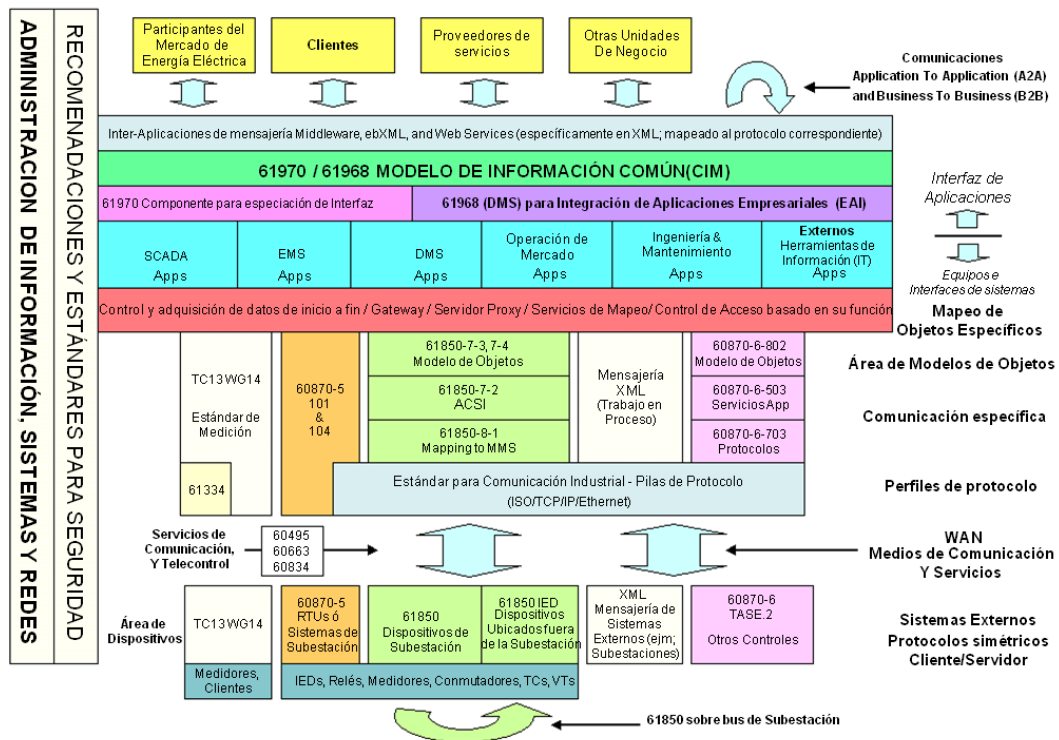 ADMINISTRACION DE INFORMACIÓN, SISTEMAS Y REDES
RECOMENADACIONES Y ESTÁNDARES PARA SEGURIDAD
Participantes del
Mercado de
Energía Eléctrica
Clientes
Proveedores de
servicios
Otras Unidades
De Negocio
Comunicaciones
Application To Application (A2A)
and Business To Business (B2B)
Inter-Aplicaciones de mensajería Middleware, ebXML, and Web Services (específicamente en XML; mapeado al protocolo correspondiente)
61970 / 61968 MODELO DE INFORMACIÓN COMÚN(CIM)
61970 Componente para especiación de Interfaz
61968 (DMS) para Integración de Aplicaciones Empresariales (EAI)
Interfaz de
Aplicaciones
SCADA
Apps
EMS
Apps
DMS
Apps
Operación de
Mercado
Apps
Ingeniería &
Mantenimiento
Apps
Externos
Herramientas de
Información (IT)
Apps
Equipos e
Interfaces de sistemas
Control y adquisición de datos de inicio a fin / Gateway / Servidor Proxy / Servicios de Mapeo/ Control de Acceso basado en su función
Mapeo de
Objetos Específicos
TC13WG14
Estándar de
Medición
61334
60870-5
101
&
104
61850-7-3, 7-4
Modelo de Objetos
61850-7-2
ACSI
61850-8-1
Mapping to MMS
Mensajería
XML
(Trabajo en
Proceso)
60870-6-802
Modelo de Objetos
60870-6-503
Servicios App
60870-6-703
Protocolos
Área de Modelos de Objetos
Comunicación específica
Estándar para Comunicación Industrial - Pilas de Protocolo
(ISO/TCP/IP/Ethernet)
Perfiles de protocolo
Servicios de
Comunicación,
Y Telecontrol
60495
60663
60834
WAN
Medios de Comunicación
Y Servicios
Área de
Dispositivos
TC13WG14
60870-5
RTUs ó
Sistemas de
Subestación
61850
Dispositivos de
Subestación
61850 IED
Dispositivos
Ubicados fuera
de la Subestación
XML
Mensajería de
Sistemas
Externos (ejm;
Subestaciones)
60870-6
TASE.2
Otros Controles
Sistemas Externos
Protocolos simétricos
Cliente/Servidor
Medidores,
Clientes
IEDs, Relés, Medidores, Conmutadores, TCs, VTs
61850 sobre bus de Subestación